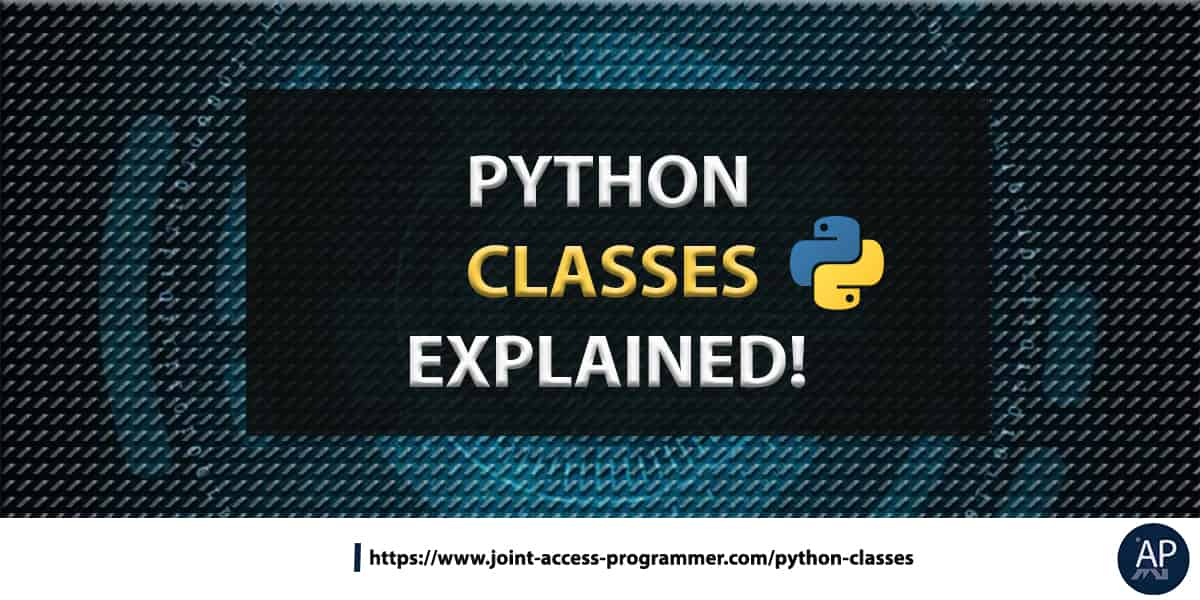 PYTHON
CLASSES
EXPLAINED!
https://www.joint-access-programmer.com/python-classes
AP